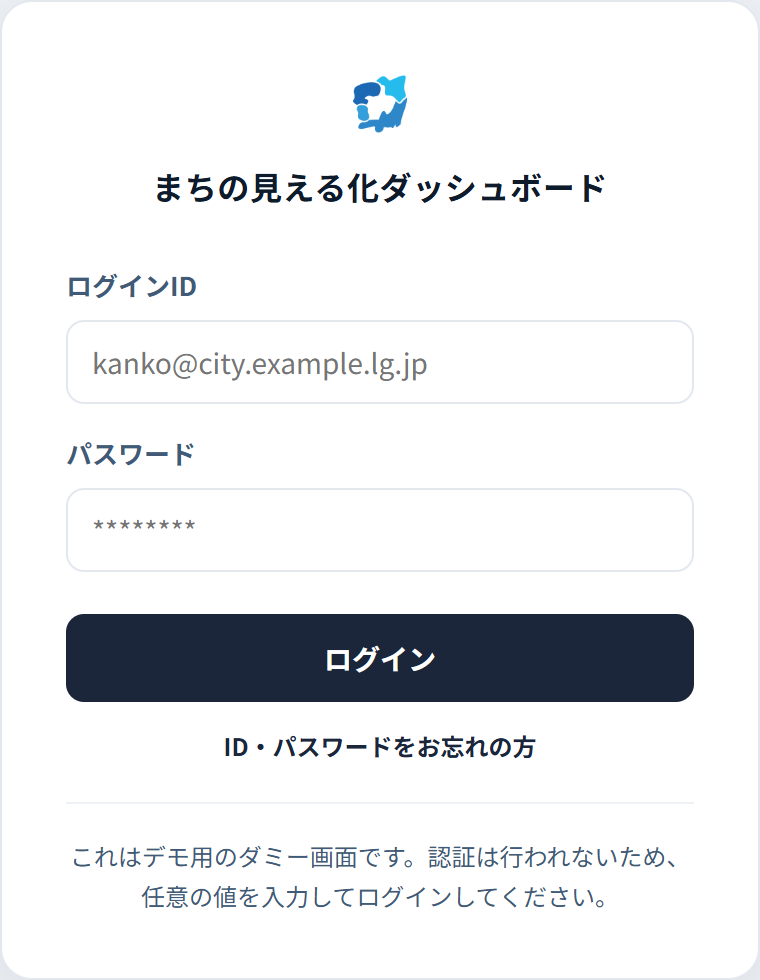 まちの見える化ダッシュボード
ログインID
kanko@city.example.lg.jp
パスワード
********
ログイン
ID・パスワードをお忘れの方
これはデモ用のダミー画面です。認証は行われないため、
任意の値を入力してログインしてください。